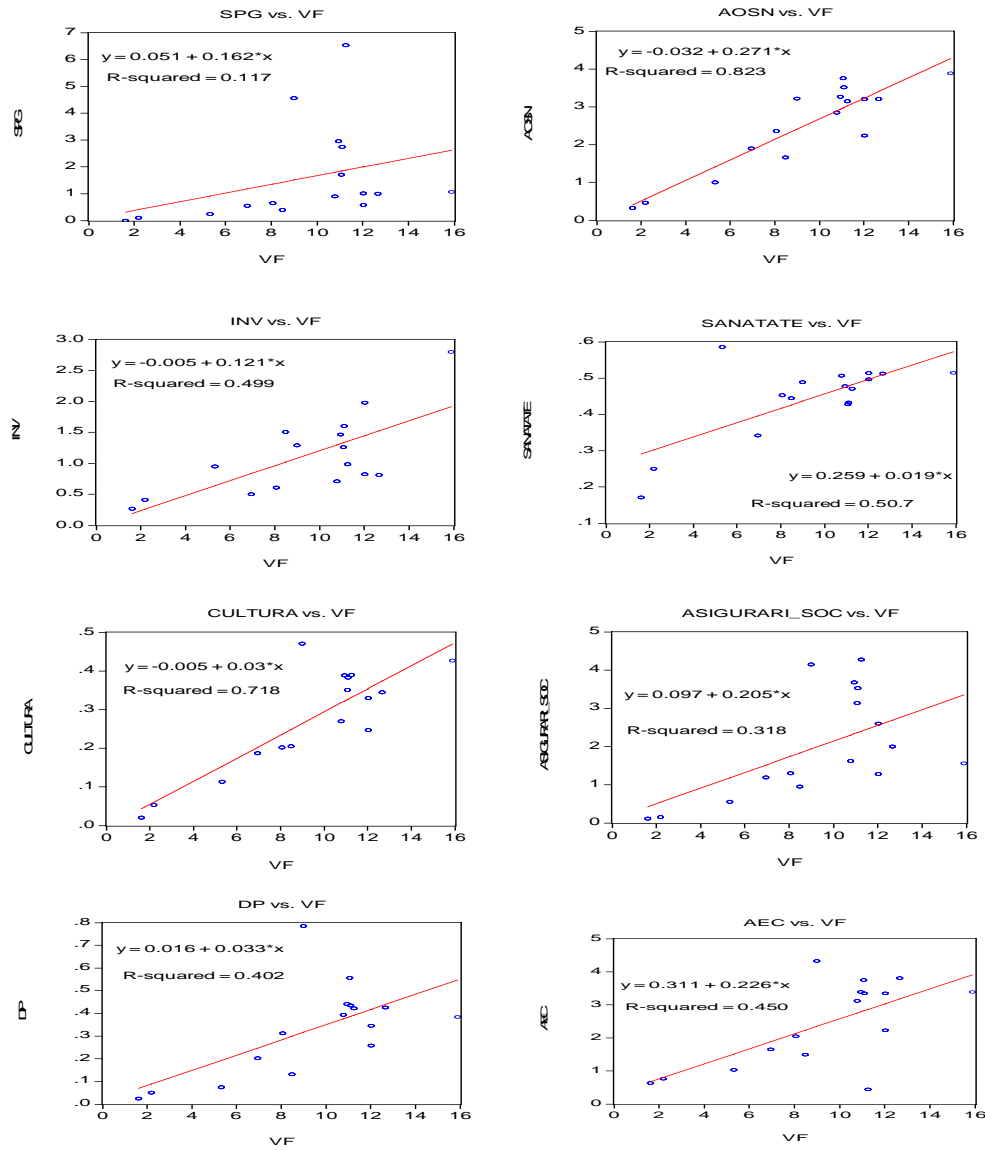 SPG vs. VF
7
6
5
4
3
2
1
0
y = 0.051 + 0.162*x
R-squared = 0.117
SPG
0 2 4 6 8 10 12 14 16
VF
AOSN vs. VF
5
4
3
2
1
0
y = -0.032 + 0.271*x
R-squared = 0.823
AOSN
0 2 4 6 8 10 12 14 16
VF
INV vs. VF
3.0
2.5
2.0
1.5
1.0
0.5
0.0
y = -0.005 + 0.121*x
R-squared = 0.499
INV
0 2 4 6 8 10 12 14 16
VF
SANATATE vs. VF
.6
.5
.4
.3
.2
.1
y = 0.259 + 0.019*x
R-squared = 0.50.7
SANATATE
0 2 4 6 8 10 12 14 16
VF
CULTURA vs. VF
.5
.4
.3
.2
.1
.0
y = -0.005 + 0.03*x
R-squared = 0.718
CULTURA
0 2 4 6 8 10 12 14 16
VF
ASIGURARI_SOC vs. VF
5
4
3
2
1
0
y = 0.097 + 0.205*x
R-squared = 0.318
ASIGURARI_SOC
0 2 4 6 8 10 12 14 16
VF
DP vs. VF
.8
.7
.6
.5
.4
.3
.2
.1
.0
y = 0.016 + 0.033*x
R-squared = 0.402
DP
0 2 4 6 8 10 12 14 16
VF
AEC vs. VF
5
4
3
2
1
0
y = 0.311 + 0.226*x
R-squared = 0.450
AEC
0 2 4 6 8 10 12 14 16
VF